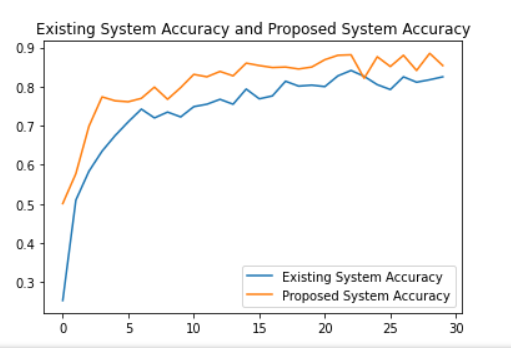 Existing System Accuracy and Proposed System Accuracy
0.9
0.8
0.7
0.6
0.5
0.4
0.3
Existing System Accuracy
Proposed System Accuracy
0 5 10 15 20 25 30